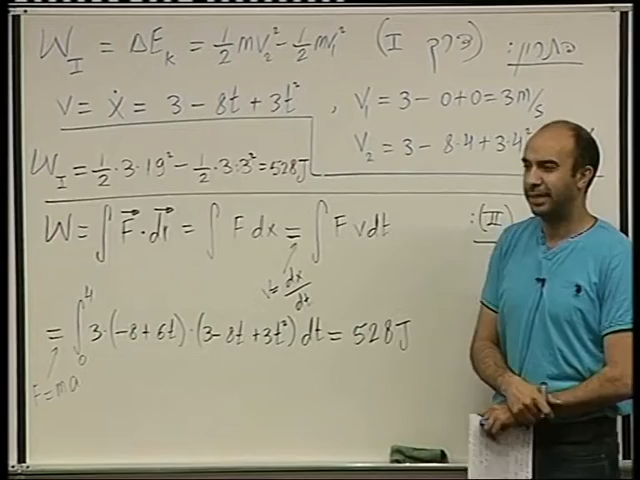 פתרון: (דרך I) W_I = ΔE_k = ½mv₂² - ½mv₁²
v = ẋ = 3 - 8t + 3t² , v₁ = 3 - 0 + 0 = 3 m/s
v₂ = 3 - 8·4 + 3·4²
W_I = ½·3·19² - ½·3·3² = 528J
(II): W = ∫F⃗·dr⃗ = ∫F dx = ∫F v dt
v = dx/dt
= ∫₀⁴ 3·(-8+6t)·(3-8t+3t²) dt = 528J
F = ma